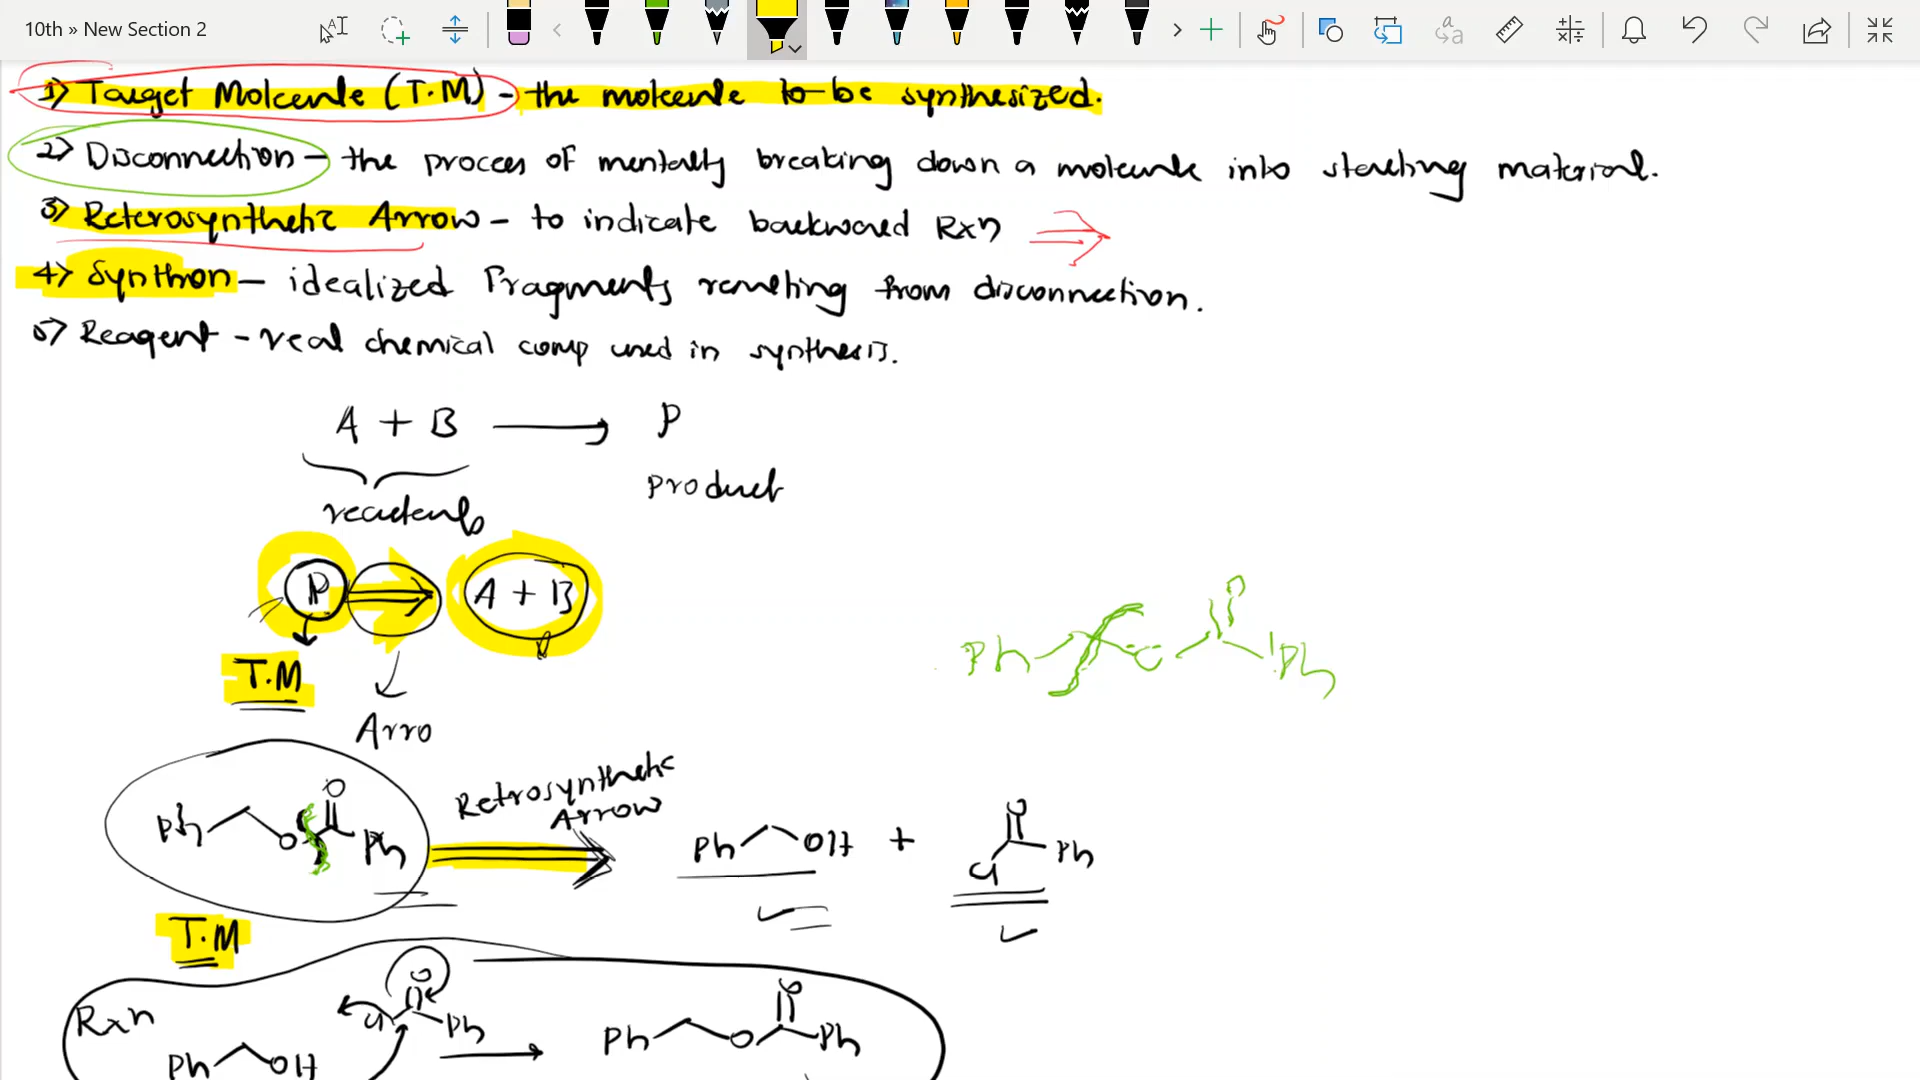 10th » New Section 2
1) Target Molecule (T.M) - the molecule to be synthesized.
2) Disconnection - the process of mentally breaking down a molecule into starting material.
3) Reterosynthetic Arrow - to indicate backward Rxn ⇒
4) Synthon - idealized Fragments resulting from disconnection.
5) Reagent - real chemical comp used in synthesis.
A + B → P
reactants
product
P ⇒ A + B
T.M
Arro
Ph O O Ph
Ph O O Ph
Retrosynthetic
Arrow
Ph OH + O Cl Ph
T.M
Rxn
Ph OH
O Cl Ph
→
Ph O O Ph